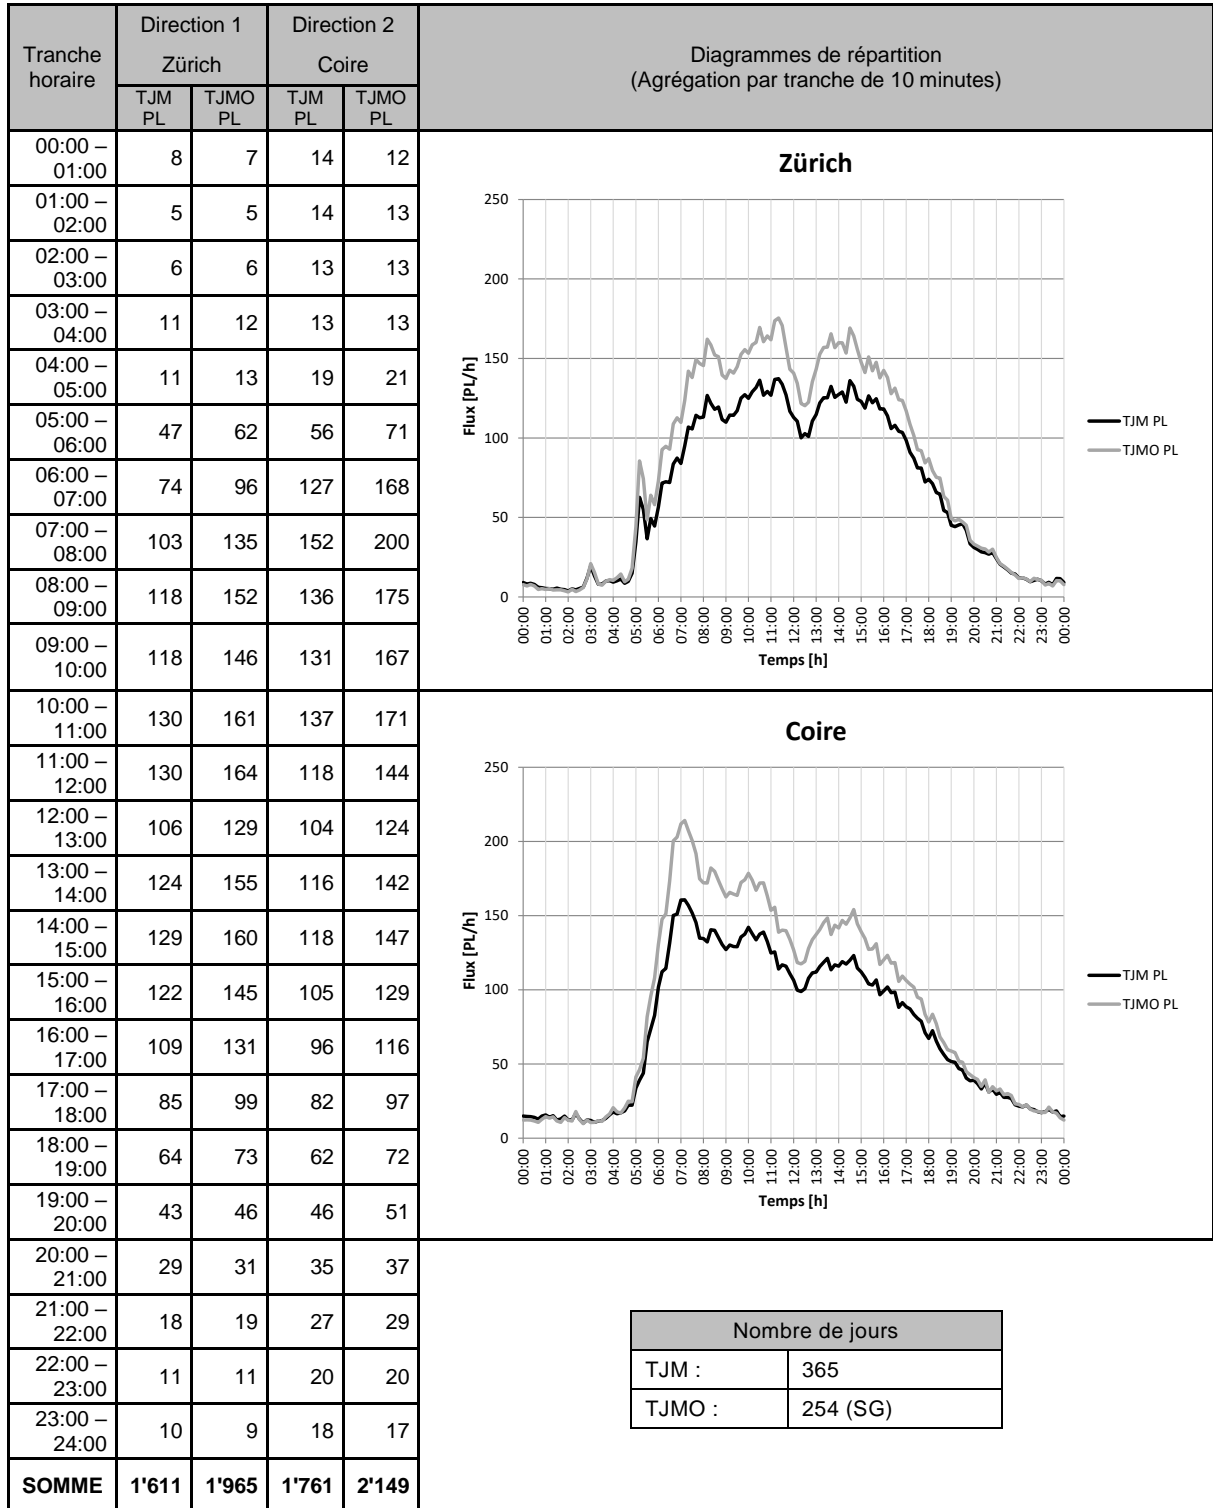 Tranche horaire
Direction 1
Direction 2
Diagrammes de répartition
(Agrégation par tranche de 10 minutes)
Zürich
Coire
TJM PL
TJMO PL
TJM PL
TJMO PL
00:00 – 01:00 8 7 14 12
01:00 – 02:00 5 5 14 13
02:00 – 03:00 6 6 13 13
03:00 – 04:00 11 12 13 13
04:00 – 05:00 11 13 19 21
05:00 – 06:00 47 62 56 71
06:00 – 07:00 74 96 127 168
07:00 – 08:00 103 135 152 200
08:00 – 09:00 118 152 136 175
09:00 – 10:00 118 146 131 167
10:00 – 11:00 130 161 137 171
11:00 – 12:00 130 164 118 144
12:00 – 13:00 106 129 104 124
13:00 – 14:00 124 155 116 142
14:00 – 15:00 129 160 118 147
15:00 – 16:00 122 145 105 129
16:00 – 17:00 109 131 96 116
17:00 – 18:00 85 99 82 97
18:00 – 19:00 64 73 62 72
19:00 – 20:00 43 46 46 51
20:00 – 21:00 29 31 35 37
21:00 – 22:00 18 19 27 29
22:00 – 23:00 11 11 20 20
23:00 – 24:00 10 9 18 17
SOMME 1'611 1'965 1'761 2'149
Zürich
250
200
150
100
50
0
Flux [PL/h]
00:00 01:00 02:00 03:00 04:00 05:00 06:00 07:00 08:00 09:00 10:00 11:00 12:00 13:00 14:00 15:00 16:00 17:00 18:00 19:00 20:00 21:00 22:00 23:00 00:00
Temps [h]
TJM PL
TJMO PL
Coire
250
200
150
100
50
0
Flux [PL/h]
00:00 01:00 02:00 03:00 04:00 05:00 06:00 07:00 08:00 09:00 10:00 11:00 12:00 13:00 14:00 15:00 16:00 17:00 18:00 19:00 20:00 21:00 22:00 23:00 00:00
Temps [h]
TJM PL
TJMO PL
Nombre de jours
TJM : 365
TJMO : 254 (SG)